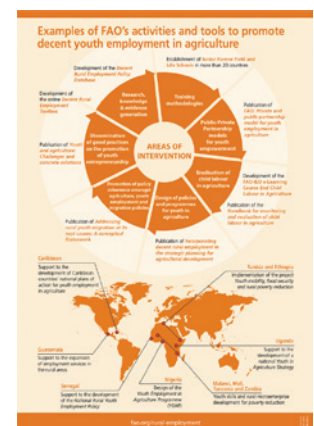 Examples of FAO's activities and tools to promote
decent youth employment in agriculture
Establishment of Junior Farmer Field and
Life Schools in more than 20 countries
Development of the Decent
Rural Employment Policy
Database
Development of
the online Decent Rural
Employment
Toolbox
Publication of Youth
and agriculture:
Challenges and
concrete solutions
Publication of Addressing
rural youth migration at its
root causes: A conceptual
framework
Publication of Incorporating
decent rural employment in
the strategic planning for
agricultural development
Publication of the
Handbook for monitoring
and evaluation of child
labour in agriculture
Development of the
FAO-ILO eLearning
Course End Child
Labour in Agriculture
Publication of
FAO: Private and
public partnership
model for youth
employment in
agriculture
Research,
knowledge
& evidence
generation
Training
methodologies
Public-Private
Partnership
models
for youth
empowerment
Eradication of
child labour
in agriculture
Design of policies
and programmes
for youth in
agriculture
Promotion of policy
coherence amongst
agriculture, youth
employment and
migration policies
Dissemination
of good practices
on the promotion
of youth
entrepreneurship
AREAS OF
INTERVENTION
Caribbean
Support to the
development of Caribbean
countries' national plans of
action for youth employment
in agriculture
Guatemala
Support to the expansion
of employment services in
the rural areas
Senegal
Support to the development
of the National Rural Youth
Employment Policy
Nigeria
Design of the
Youth Employment in
Agriculture Programme
(YEAP)
Malawi, Mali,
Tanzania and Zambia
Youth skills and rural microenterprise
development for poverty reduction
Uganda
Support to the
development of a
national Youth in
Agriculture Strategy
Tunisia and Ethiopia
Implementation of the project
Youth mobility, food security
and rural poverty reduction
fao.org/rural-employment